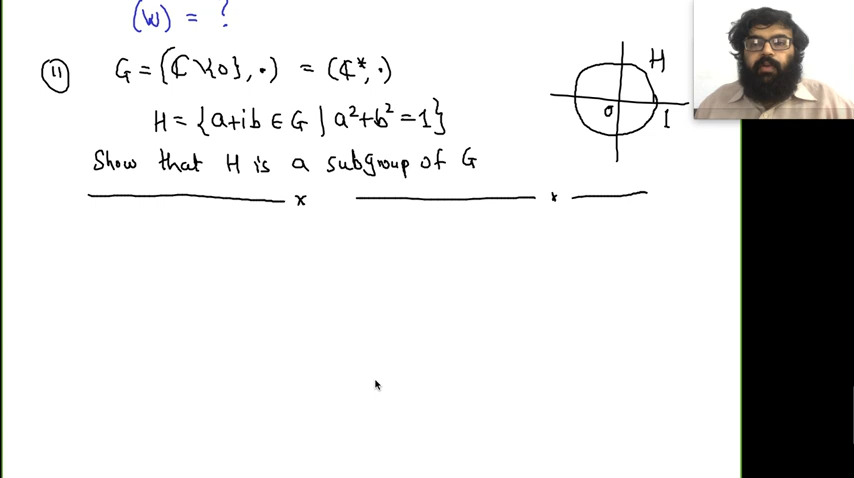 (w) = ?
(11) G = (ℂ \ {0}, ·) = (ℂ*, ·)
H = {a+ib ∈ G | a²+b² = 1}
H
0
1
Show that H is a subgroup of G
x x